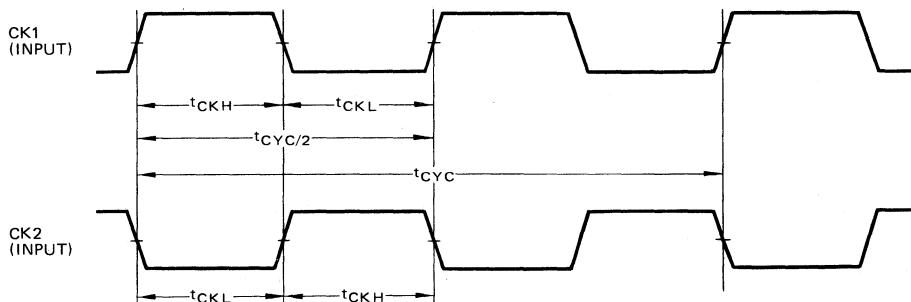 CK1
(INPUT)
tCKH
tCKL
tCYC/2
tCYC
CK2
(INPUT)
tCKL
tCKH